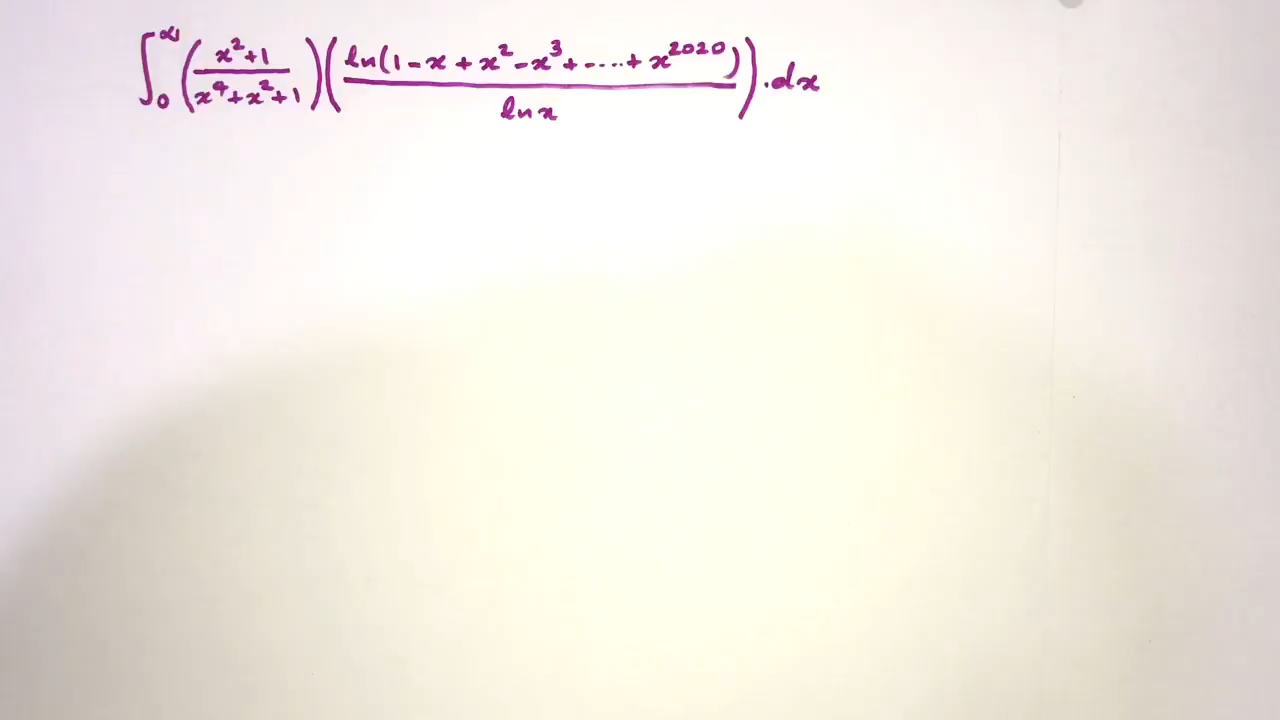 ∫₀^∞ ((x²+1)/(x⁴+x²+1)) ((ln(1-x+x²-x³+-....+x²⁰²⁰))/(ln x)) .dx